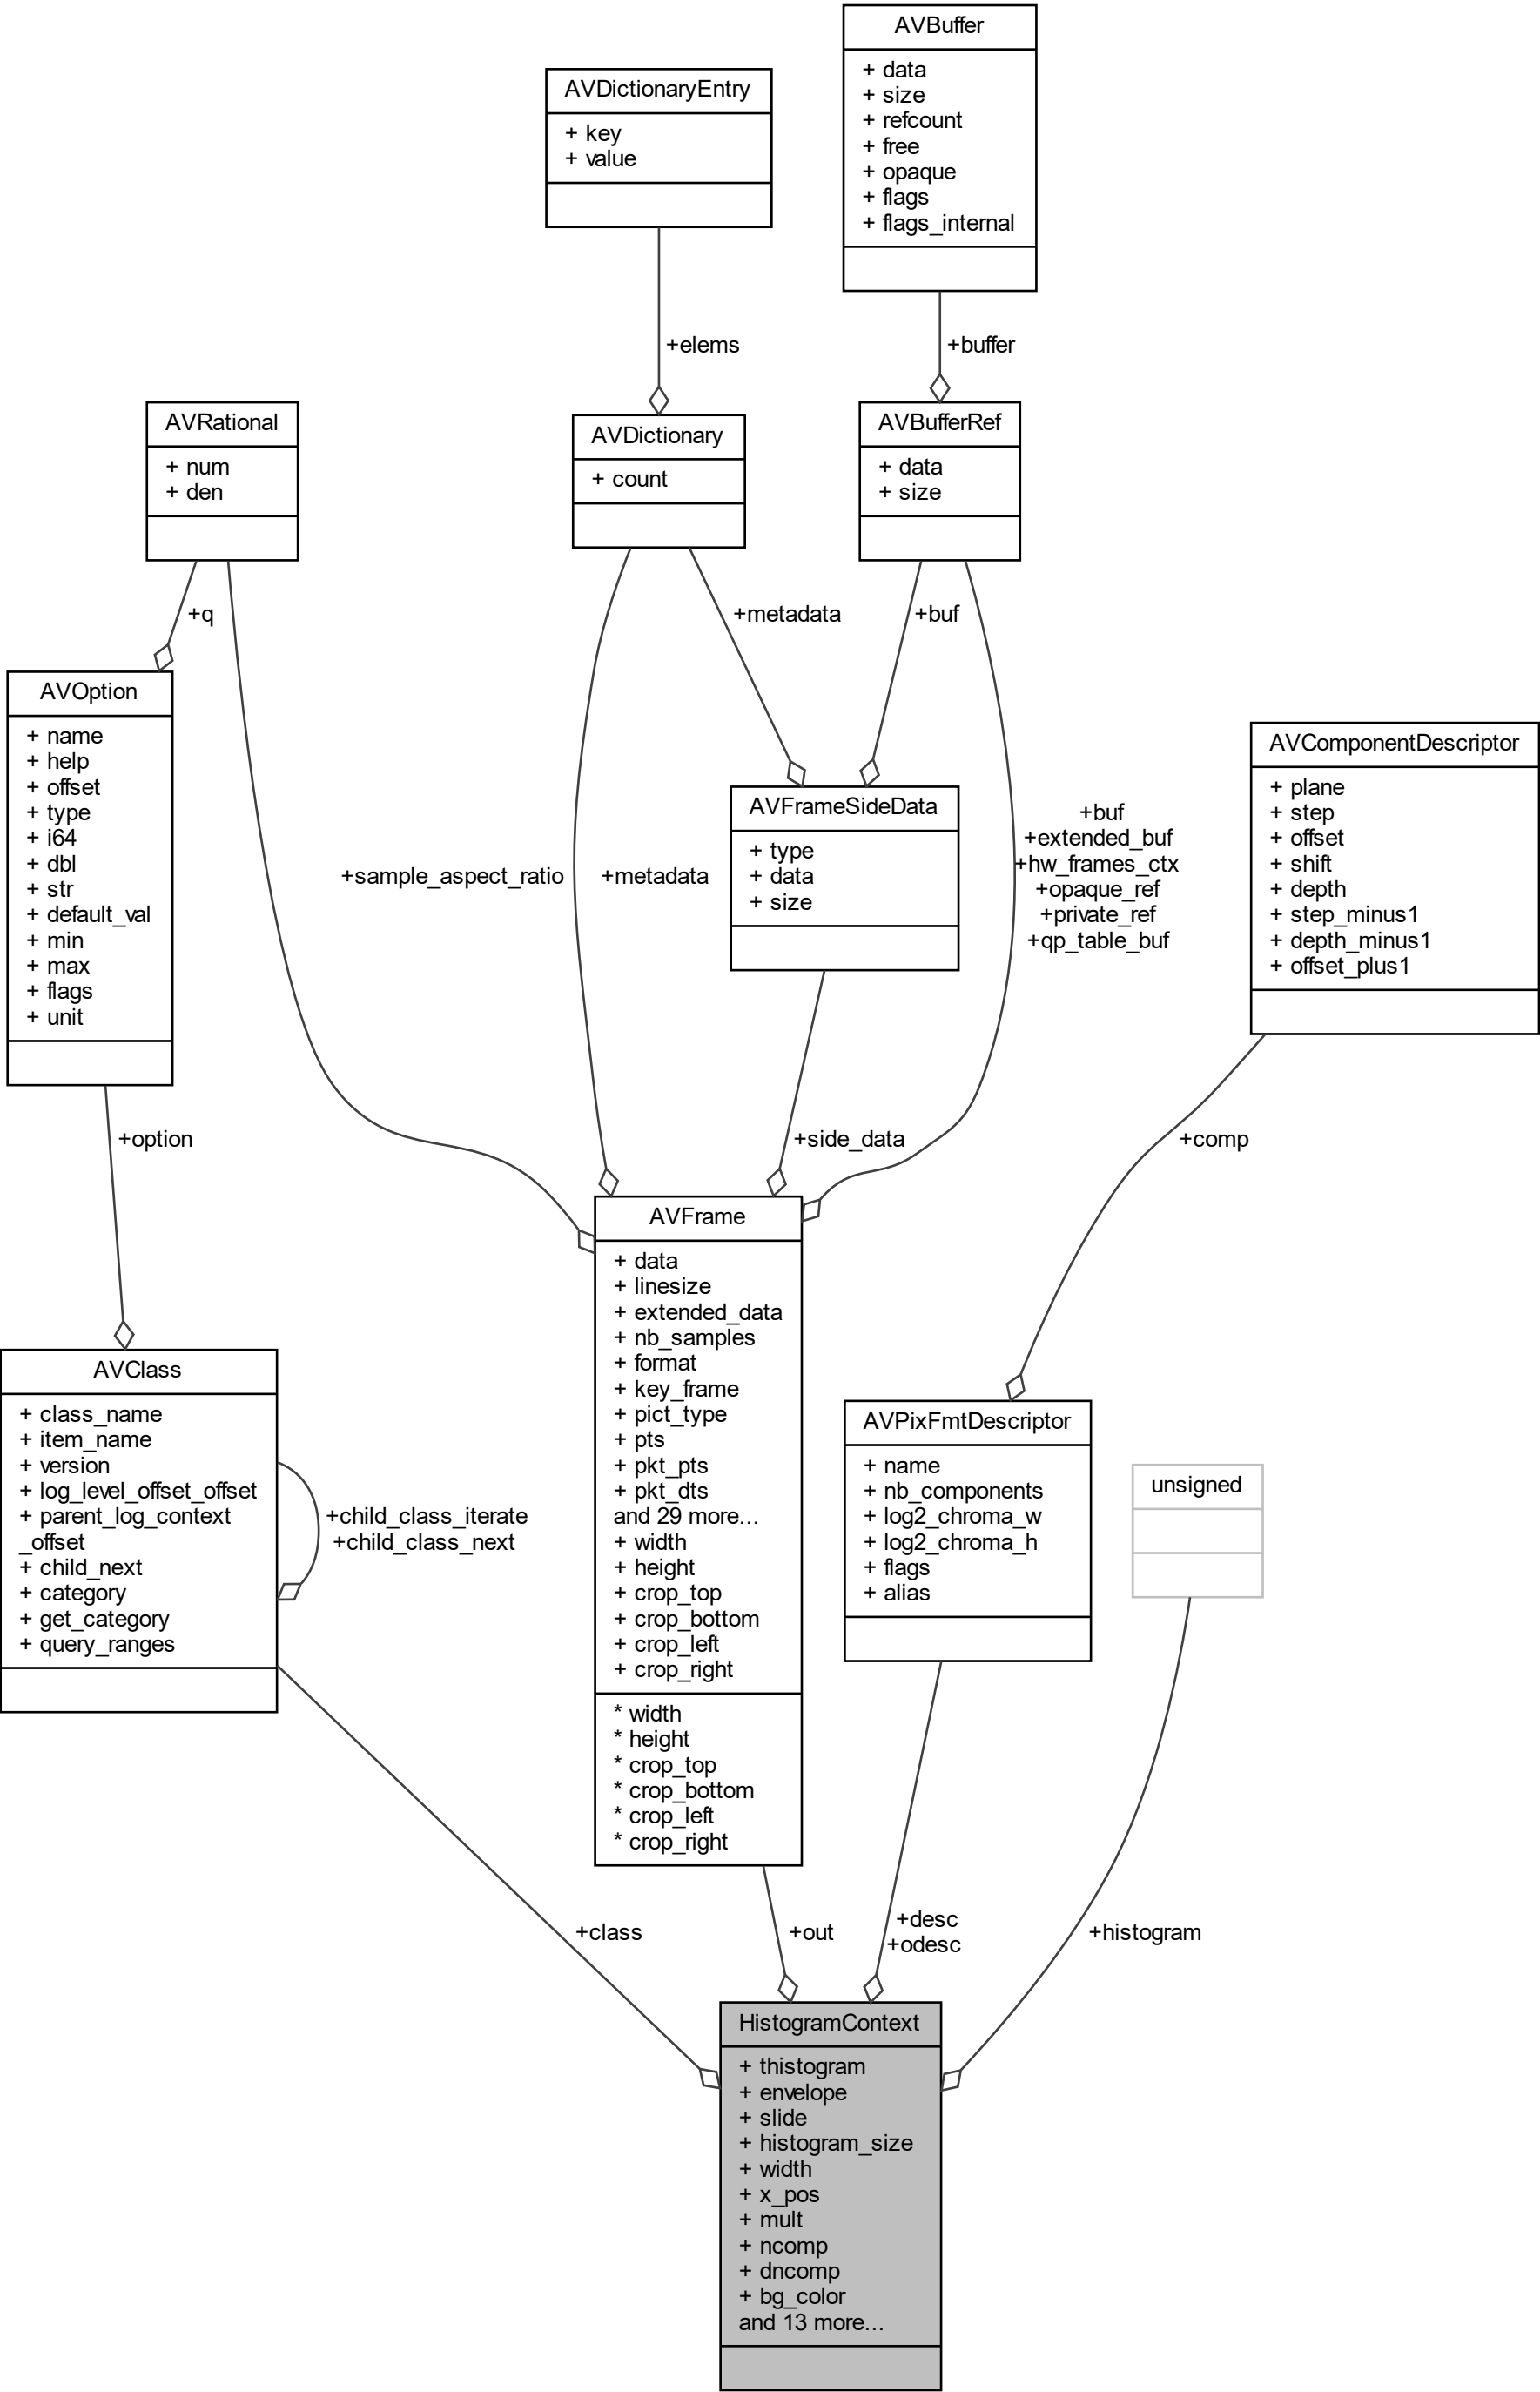 AVBuffer
+ data
+ size
+ refcount
+ free
+ opaque
+ flags
+ flags_internal
AVDictionaryEntry
+ key
+ value
+elems
+buffer
AVRational
+ num
+ den
AVDictionary
+ count
AVBufferRef
+ data
+ size
+q
+metadata
+buf
AVOption
+ name
+ help
+ offset
+ type
+ i64
+ dbl
+ str
+ default_val
+ min
+ max
+ flags
+ unit
+sample_aspect_ratio
+metadata
AVFrameSideData
+ type
+ data
+ size
+buf
+extended_buf
+hw_frames_ctx
+opaque_ref
+private_ref
+qp_table_buf
AVComponentDescriptor
+ plane
+ step
+ offset
+ shift
+ depth
+ step_minus1
+ depth_minus1
+ offset_plus1
+option
+side_data
+comp
AVClass
+ class_name
+ item_name
+ version
+ log_level_offset_offset
+ parent_log_context
_offset
+ child_next
+ category
+ get_category
+ query_ranges
+child_class_iterate
+child_class_next
AVFrame
+ data
+ linesize
+ extended_data
+ nb_samples
+ format
+ key_frame
+ pict_type
+ pts
+ pkt_pts
+ pkt_dts
and 29 more...
+ width
+ height
+ crop_top
+ crop_bottom
+ crop_left
+ crop_right
* width
* height
* crop_top
* crop_bottom
* crop_left
* crop_right
AVPixFmtDescriptor
+ name
+ nb_components
+ log2_chroma_w
+ log2_chroma_h
+ flags
+ alias
unsigned
+class
+out
+desc
+odesc
+histogram
HistogramContext
+ thistogram
+ envelope
+ slide
+ histogram_size
+ width
+ x_pos
+ mult
+ ncomp
+ dncomp
+ bg_color
and 13 more...